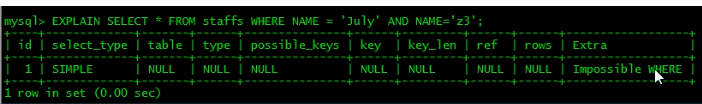 mysql> EXPLAIN SELECT * FROM staffs WHERE NAME = 'July' AND NAME='z3';
+----+-------------+-------+------+---------------+------+---------+------+------+------------------+
| id | select_type | table | type | possible_keys | key | key_len | ref | rows | Extra |
+----+-------------+-------+------+---------------+------+---------+------+------+------------------+
| 1 | SIMPLE | NULL | NULL | NULL | NULL | NULL | NULL | NULL | Impossible WHERE |
+----+-------------+-------+------+---------------+------+---------+------+------+------------------+
1 row in set (0.00 sec)